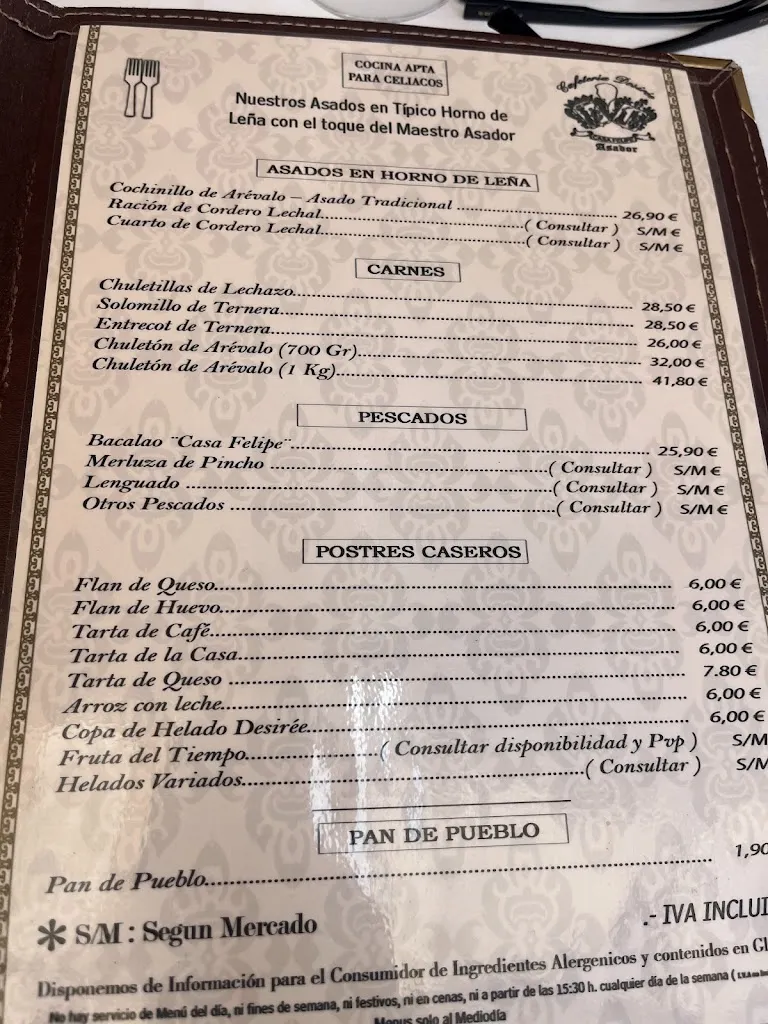 COCINA APTA
PARA CELIACOS
Nuestros Asados en Típico Horno de
Leña con el toque del Maestro Asador
Cafetería Desirée
CASA FELIPE
Asador
ASADOS EN HORNO DE LEÑA
Cochinillo de Arévalo – Asado Tradicional ........ 26,90 €
Ración de Cordero Lechal........( Consultar ) S/M €
Cuarto de Cordero Lechal........( Consultar ) S/M €
CARNES
Chuletillas de Lechazo........ 28,50 €
Solomillo de Ternera........ 28,50 €
Entrecot de Ternera........ 26,00 €
Chuletón de Arévalo (700 Gr)........ 32,00 €
Chuletón de Arévalo (1 Kg)........ 41,80 €
PESCADOS
Bacalao ¨Casa Felipe¨........ 25,90 €
Merluza de Pincho ........( Consultar ) S/M €
Lenguado ........( Consultar ) S/M €
Otros Pescados ........( Consultar ) S/M €
POSTRES CASEROS
Flan de Queso........ 6,00 €
Flan de Huevo........ 6,00 €
Tarta de Café........ 6,00 €
Tarta de la Casa........ 6,00 €
Tarta de Queso ........ 7.80 €
Arroz con leche........ 6,00 €
Copa de Helado Desirée........ 6,00 €
Fruta del Tiempo........( Consultar disponibilidad y Pvp ) S/M
Helados Variados........( Consultar ) S/M
PAN DE PUEBLO
Pan de Pueblo........ 1,90
* S/M : Segun Mercado
.- IVA INCLUI
Disponemos de Información para el Consumidor de Ingredientes Alergenicos y contenidos en Gl
No hay servicio de Menú del día, ni fines de semana, ni festivos, ni en cenas, ni a partir de las 15:30 h. cualquier día de la semana (
Menus solo al Mediodía